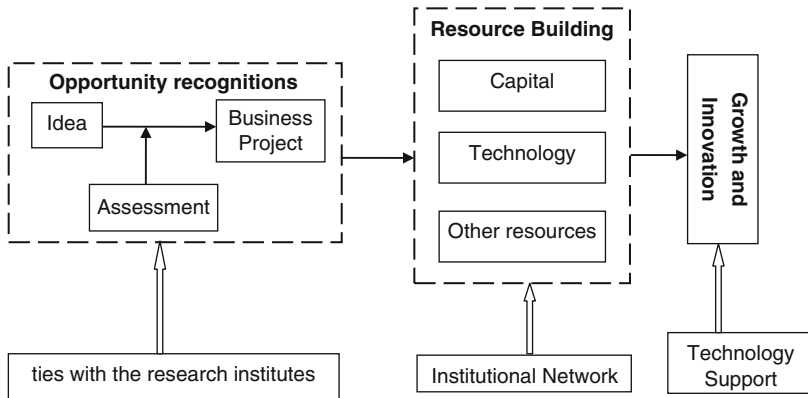 Opportunity recognitions
Idea
Business
Project
Assessment
Resource Building
Capital
Technology
Other resources
Growth and
Innovation
ties with the research institutes
Institutional Network
Technology
Support